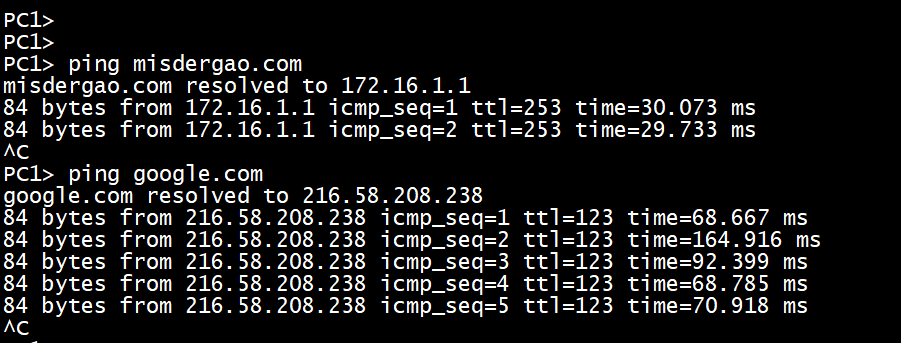 PC1>
PC1>
PC1> ping misdergao.com
misdergao.com resolved to 172.16.1.1
84 bytes from 172.16.1.1 icmp_seq=1 ttl=253 time=30.073 ms
84 bytes from 172.16.1.1 icmp_seq=2 ttl=253 time=29.733 ms
^C
PC1> ping google.com
google.com resolved to 216.58.208.238
84 bytes from 216.58.208.238 icmp_seq=1 ttl=123 time=68.667 ms
84 bytes from 216.58.208.238 icmp_seq=2 ttl=123 time=164.916 ms
84 bytes from 216.58.208.238 icmp_seq=3 ttl=123 time=92.399 ms
84 bytes from 216.58.208.238 icmp_seq=4 ttl=123 time=68.785 ms
84 bytes from 216.58.208.238 icmp_seq=5 ttl=123 time=70.918 ms
^C